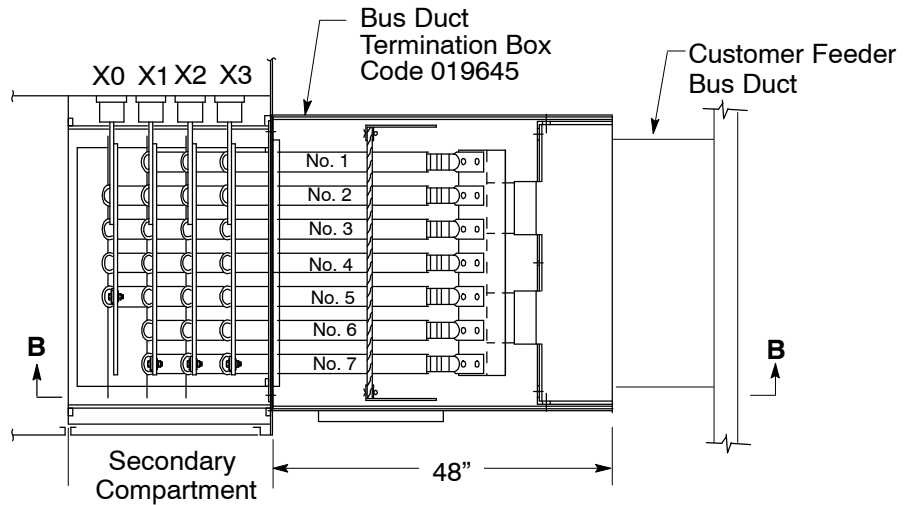 Bus Duct
Termination Box
Code 019645
Customer Feeder
Bus Duct
X0 X1 X2 X3
No. 1
No. 2
No. 3
No. 4
No. 5
No. 6
No. 7
B
B
Secondary
Compartment
48”